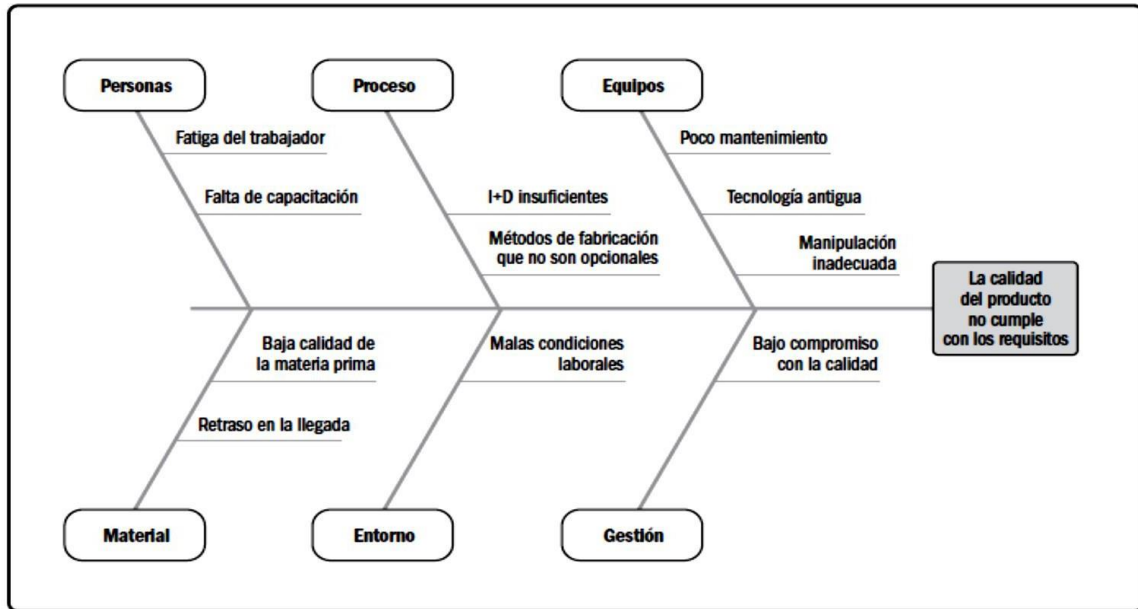 Personas
Proceso
Equipos
Fatiga del trabajador
Poco mantenimiento
Falta de capacitación
I+D insuficientes
Tecnología antigua
Métodos de fabricación
que no son opcionales
Manipulación
inadecuada
La calidad
del producto
no cumple
con los requisitos
Baja calidad de
la materia prima
Malas condiciones
laborales
Bajo compromiso
con la calidad
Retraso en la llegada
Material
Entorno
Gestión